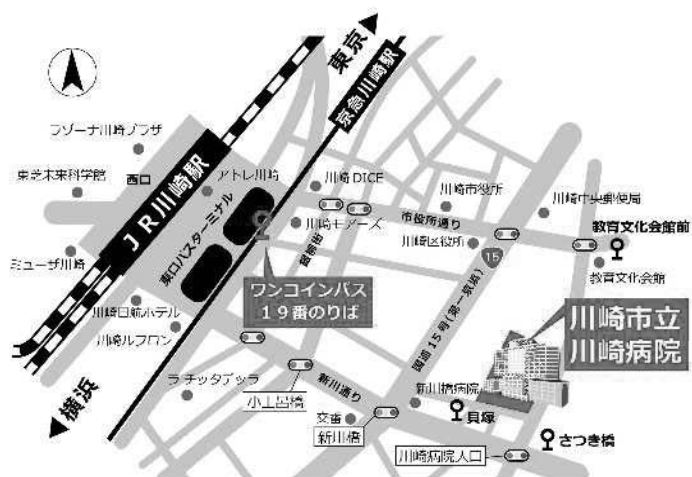 東京
京急川崎駅
ラゾーナ川崎プラザ
JR川崎駅
東芝未来科学館
西口
アトレ川崎
川崎DICE
川崎市役所
川崎中央郵便局
東口バスターミナル
川崎モアーズ
市役所通り
教育文化会館前
銀柳街
川崎区役所
15
教育文化会館
ミューザ川崎
ワンコインバス
19番のりば
国道15号(第一京浜)
川崎市立
川崎病院
川崎日航ホテル
川崎ルフロン
ラ チッタデッラ
小土呂橋
新川通り
新川橋病院
横浜
交番
新川橋
貝塚
さつき橋
川崎病院入口